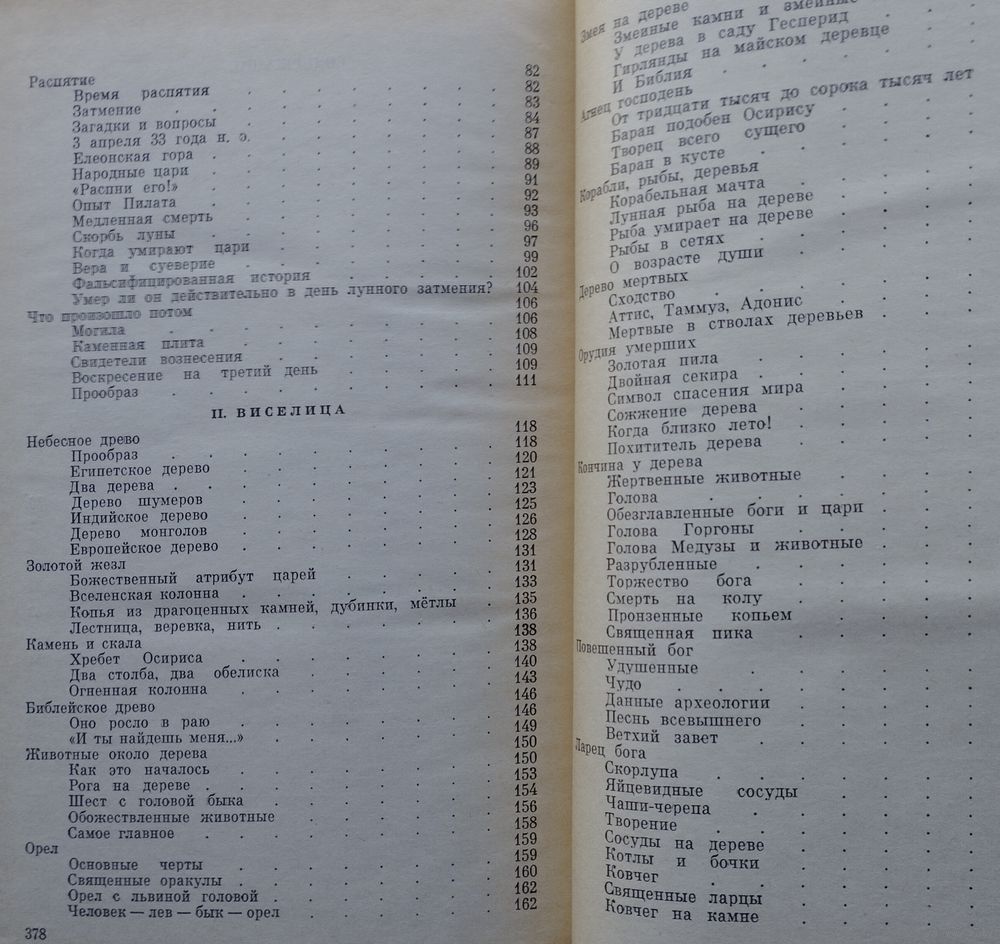 Распятие 82
Время распятия 82
Затмение 83
Загадки и вопросы 84
3 апреля 33 года н. э. 87
Елеонская гора 88
Народные цари 89
«Распни его!» 91
Опыт Пилата 92
Медленная смерть 93
Скорбь луны 96
Когда умирают цари 97
Вера и суеверие 99
Фальсифицированная история 102
Умер ли он действительно в день лунного затмения? 104
Что произошло потом 106
Могила 106
Каменная плита 108
Свидетели вознесения 109
Воскресение на третий день 109
Прообраз 111
II. ВИСЕЛИЦА
Небесное древо 118
Прообраз 118
Египетское дерево 120
Два дерева 121
Дерево шумеров 123
Индийское дерево 125
Дерево монголов 126
Европейское дерево 128
Золотой жезл 131
Божественный атрибут царей 131
Вселенская колонна 133
Копья из драгоценных камней, дубинки, мётлы 135
Лестница, веревка, нить 136
Камень и скала 138
Хребет Осириса 138
Два столба, два обелиска 140
Огненная колонна 143
Библейское древо 146
Оно росло в раю 146
«И ты найдешь меня...» 149
Животные около дерева 150
Как это началось 150
Рога на дереве 153
Шест с головой быка 154
Обожествленные животные 156
Самое главное 158
Орел 159
Основные черты 159
Священные оракулы 160
Орел с львиной головой 162
Человек — лев — бык — орел 162
378
Змея на дереве
Змеиные камни и змеиные
У дерева в саду Гесперид
Гирлянды на майском деревце
И Библия
Агнец господень
От тридцати тысяч до сорока тысяч лет
Баран подобен Осирису
Творец всего сущего
Баран в кусте
Корабли, рыбы, деревья
Корабельная мачта
Лунная рыба на дереве
Рыба умирает на дереве
Рыбы в сетях
О возрасте души
Дерево мертвых
Сходство
Аттис, Таммуз, Адонис
Мертвые в стволах деревьев
Орудия умерших
Золотая пила
Двойная секира
Символ спасения мира
Сожжение дерева
Когда близко лето!
Похититель дерева
Кончина у дерева
Жертвенные животные
Голова
Обезглавленные боги и цари
Голова Горгоны
Голова Медузы и животные
Разрубленные
Торжество бога
Смерть на колу
Пронзенные копьем
Священная пика
Повешенный бог
Удушенные
Чудо
Данные археологии
Песнь всевышнего
Ветхий завет
Ларец бога
Скорлупа
Яйцевидные сосуды
Чаши-черепа
Творение
Сосуды на дереве
Котлы и бочки
Ковчег
Священные ларцы
Ковчег на камне